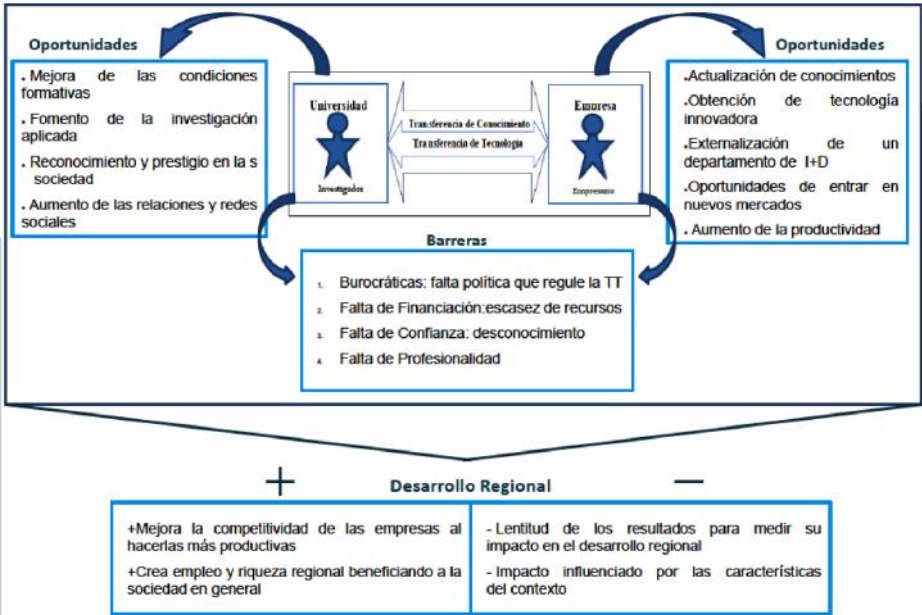 Oportunidades
. Mejora de las condiciones
formativas
. Fomento de la investigación
aplicada
. Reconocimiento y prestigio en la s
sociedad
. Aumento de las relaciones y redes
sociales
Universidad
Investigador
Transferencia de Conocimiento
Transferencia de Tecnología
Empresa
Empresario
Oportunidades
.Actualización de conocimientos
.Obtención de tecnología
innovadora
.Externalización de un
departamento de I+D
.Oportunidades de entrar en
nuevos mercados
. Aumento de la productividad
Barreras
1. Burocráticas: falta política que regule la TT
2. Falta de Financiación:escasez de recursos
3. Falta de Confianza: desconocimiento
4. Falta de Profesionalidad
+ Desarrollo Regional —
+Mejora la competitividad de las empresas al
hacerlas más productivas
+Crea empleo y riqueza regional beneficiando a la
sociedad en general
- Lentitud de los resultados para medir su
impacto en el desarrollo regional
- Impacto influenciado por las características
del contexto